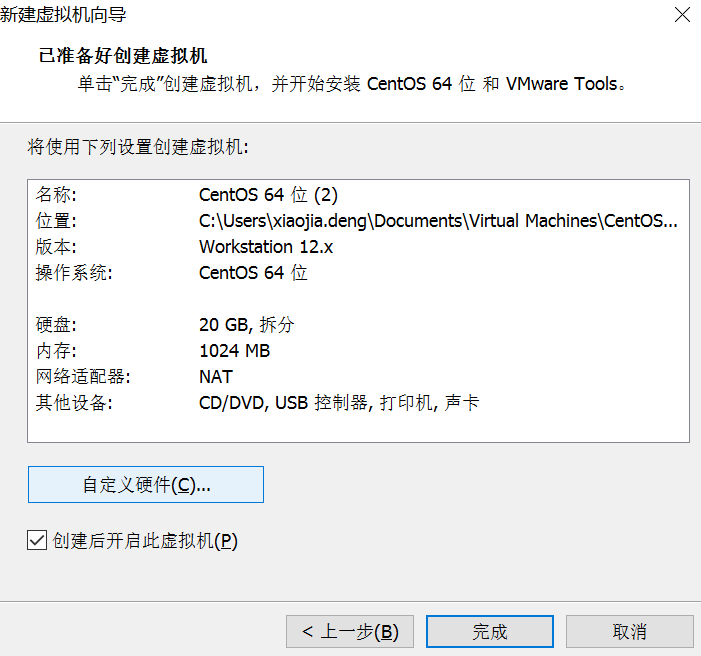 新建虚拟机向导
已准备好创建虚拟机
单击“完成”创建虚拟机，并开始安装 CentOS 64 位 和 VMware Tools。
将使用下列设置创建虚拟机:
名称: CentOS 64 位 (2)
位置: C:\Users\xiaojia.deng\Documents\Virtual Machines\CentOS...
版本: Workstation 12.x
操作系统: CentOS 64 位
硬盘: 20 GB, 拆分
内存: 1024 MB
网络适配器: NAT
其他设备: CD/DVD, USB 控制器, 打印机, 声卡
自定义硬件(C)...
创建后开启此虚拟机(P)
< 上一步(B) 完成 取消